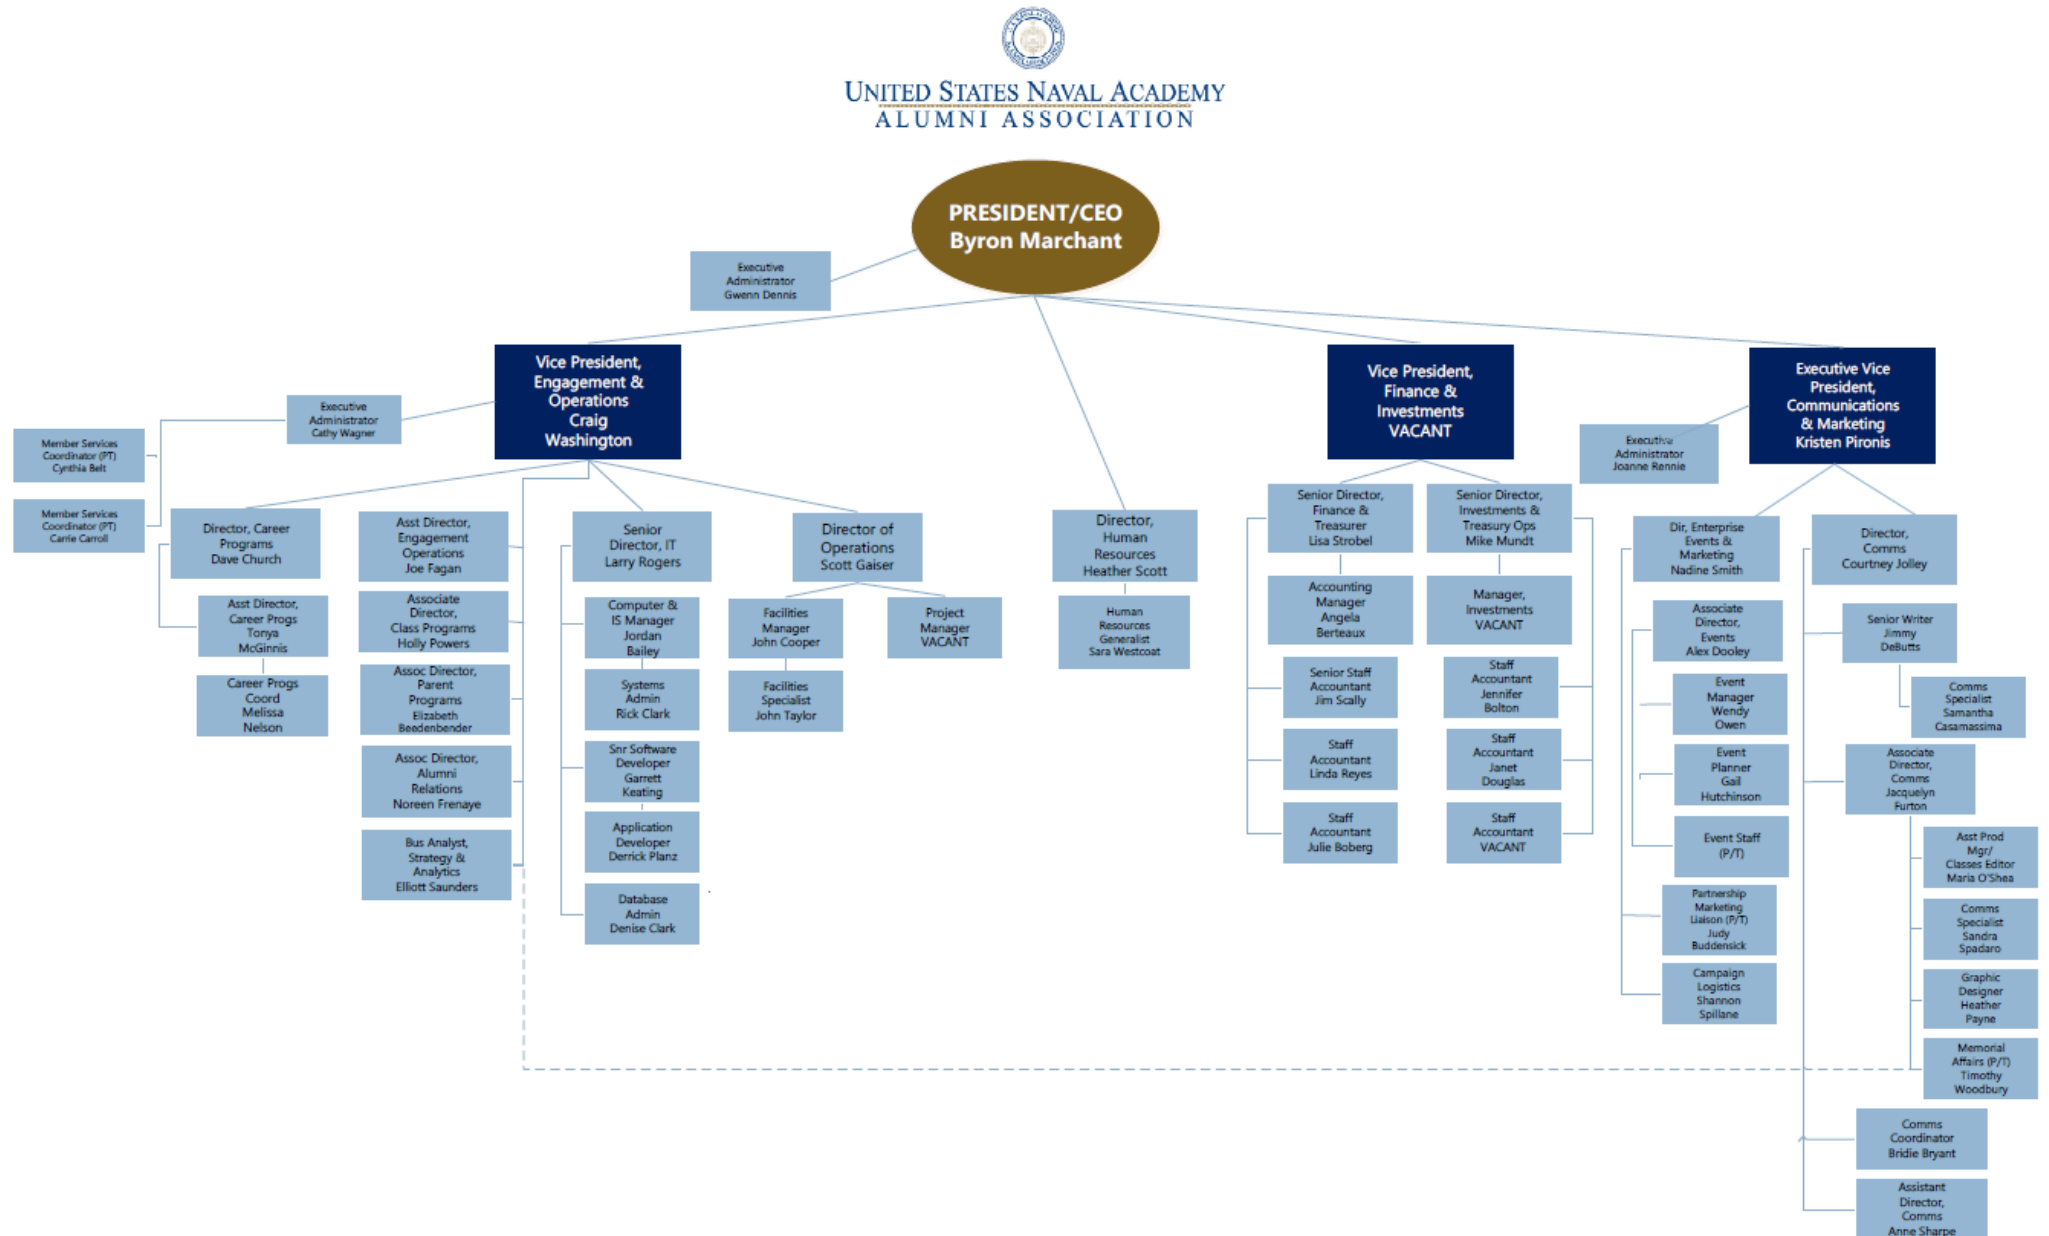 UNITED STATES NAVAL ACADEMY
ALUMNI ASSOCIATION
PRESIDENT/CEO
Byron Marchant
Executive
Administrator
Gwenn Dennis
Vice President,
Engagement &
Operations
Craig
Washington
Vice President,
Finance &
Investments
VACANT
Executive Vice
President,
Communications
& Marketing
Kristen Pironis
Executive
Administrator
Cathy Wagner
Member Services
Coordinator (PT)
Cynthia Belt
Member Services
Coordinator (PT)
Carrie Carroll
Executive
Administrator
Joanne Rennie
Director, Career
Programs
Dave Church
Asst Director,
Career Progs
Tonya
McGinnis
Career Progs
Coord
Melissa
Nelson
Asst Director,
Engagement
Operations
Joe Fagan
Associate
Director,
Class Programs
Holly Powers
Assoc Director,
Parent
Programs
Elizabeth
Beedenbender
Assoc Director,
Alumni
Relations
Noreen Frenaye
Bus Analyst,
Strategy &
Analytics
Elliott Saunders
Senior
Director, IT
Larry Rogers
Computer &
IS Manager
Jordan
Bailey
Systems
Admin
Rick Clark
Snr Software
Developer
Garrett
Keating
Application
Developer
Derrick Planz
Database
Admin
Denise Clark
Director of
Operations
Scott Gaiser
Facilities
Manager
John Cooper
Facilities
Specialist
John Taylor
Project
Manager
VACANT
Director,
Human
Resources
Heather Scott
Human
Resources
Generalist
Sara Westcoat
Senior Director,
Finance &
Treasurer
Lisa Strobel
Accounting
Manager
Angela
Berteaux
Senior Staff
Accountant
Jim Scally
Staff
Accountant
Linda Reyes
Staff
Accountant
Julie Boberg
Senior Director,
Investments &
Treasury Ops
Mike Mundt
Manager,
Investments
VACANT
Staff
Accountant
Jennifer
Bolton
Staff
Accountant
Janet
Douglas
Staff
Accountant
VACANT
Dir, Enterprise
Events &
Marketing
Nadine Smith
Associate
Director,
Events
Alex Dooley
Event
Manager
Wendy
Owen
Event
Planner
Gail
Hutchinson
Event Staff
(P/T)
Partnership
Marketing
Liaison (P/T)
Judy
Buddensick
Campaign
Logistics
Shannon
Spillane
Director,
Comms
Courtney Jolley
Senior Writer
Jimmy
DeButts
Comms
Specialist
Samantha
Casamassima
Associate
Director,
Comms
Jacquelyn
Furton
Asst Prod
Mgr/
Classes Editor
Maria O'Shea
Comms
Specialist
Sandra
Spadaro
Graphic
Designer
Heather
Payne
Memorial
Affairs (P/T)
Timothy
Woodbury
Comms
Coordinator
Bridie Bryant
Assistant
Director,
Comms
Anne Sharpe